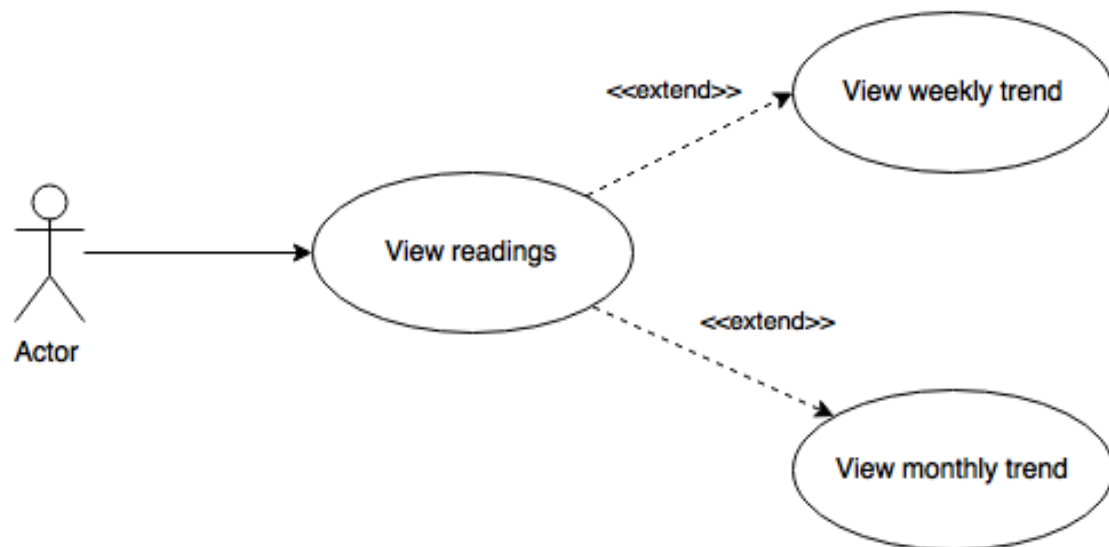 View weekly trend
<<extend>>
View readings
<<extend>>
Actor
View monthly trend